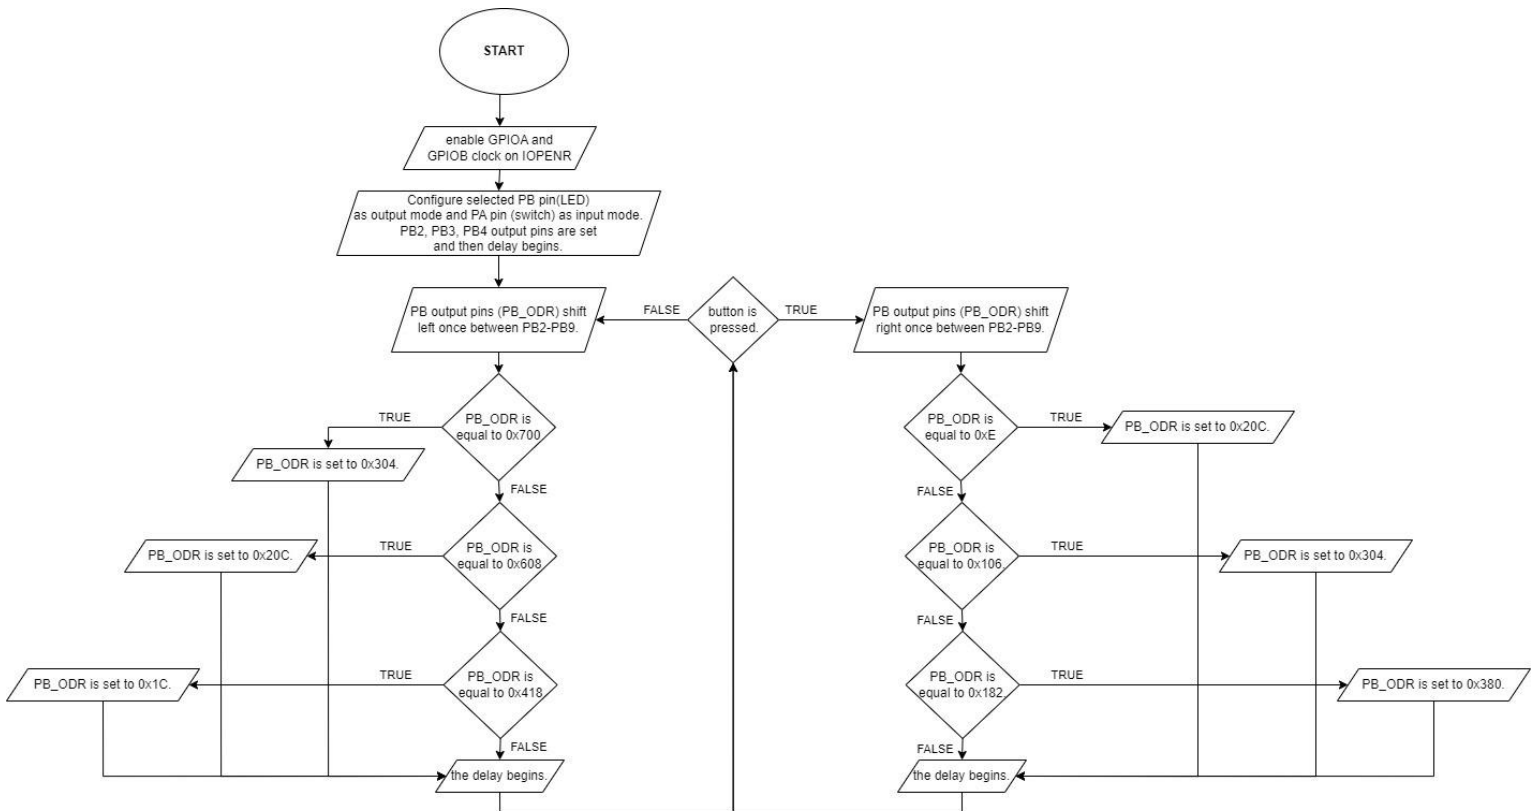 START
enable GPIOA and
GPIOB clock on IOPENR
Configure selected PB pin(LED)
as output mode and PA pin (switch) as input mode.
PB2, PB3, PB4 output pins are set
and then delay begins.
PB output pins (PB_ODR) shift
left once between PB2-PB9.
FALSE
button is
pressed.
TRUE
PB output pins (PB_ODR) shift
right once between PB2-PB9.
TRUE
PB_ODR is
equal to 0x700
PB_ODR is set to 0x304.
FALSE
PB_ODR is set to 0x20C.
TRUE
PB_ODR is
equal to 0x608
FALSE
PB_ODR is set to 0x1C.
TRUE
PB_ODR is
equal to 0x418
FALSE
the delay begins.
PB_ODR is
equal to 0xE
TRUE
PB_ODR is set to 0x20C.
FALSE
PB_ODR is
equal to 0x106
TRUE
PB_ODR is set to 0x304.
FALSE
PB_ODR is
equal to 0x182
TRUE
PB_ODR is set to 0x380.
FALSE
the delay begins.